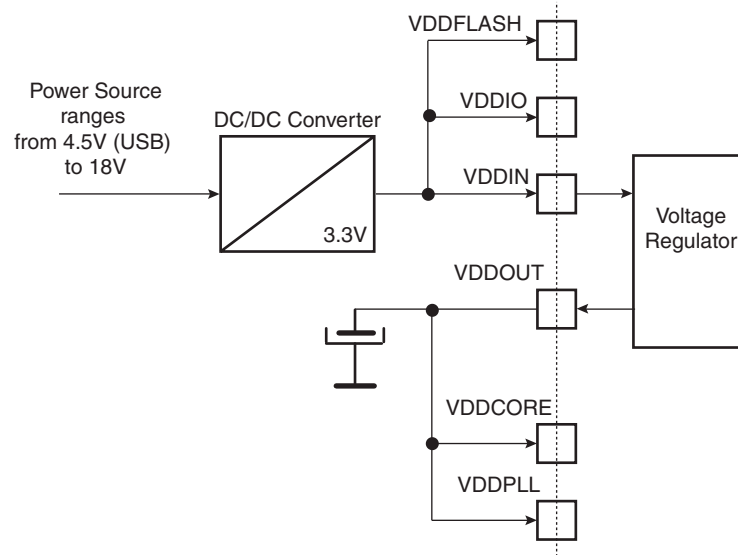 VDDFLASH
Power Source
ranges
from 4.5V (USB)
to 18V
DC/DC Converter
VDDIO
VDDIN
3.3V
Voltage
Regulator
VDDOUT
VDDCORE
VDDPLL